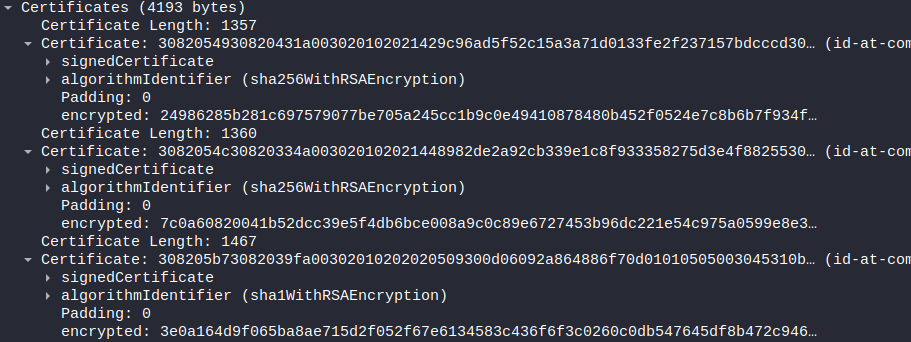 Certificates (4193 bytes)
Certificate Length: 1357
Certificate: 3082054930820431a003020102021429c96ad5f52c15a3a71d0133fe2f237157bdcccd30… (id-at-com
signedCertificate
algorithmIdentifier (sha256WithRSAEncryption)
Padding: 0
encrypted: 24986285b281c697579077be705a245cc1b9c0e49410878480b452f0524e7c8b6b7f934f…
Certificate Length: 1360
Certificate: 3082054c30820334a003020102021448982de2a92cb339e1c8f933358275d3e4f8825530… (id-at-com
signedCertificate
algorithmIdentifier (sha256WithRSAEncryption)
Padding: 0
encrypted: 7c0a60820041b52dcc39e5f4db6bce008a9c0c89e6727453b96dc221e54c975a0599e8e3…
Certificate Length: 1467
Certificate: 308205b73082039fa00302010202020509300d06092a864886f70d01010505003045310b… (id-at-com
signedCertificate
algorithmIdentifier (sha1WithRSAEncryption)
Padding: 0
encrypted: 3e0a164d9f065ba8ae715d2f052f67e6134583c436f6f3c0260c0db547645df8b472c946…